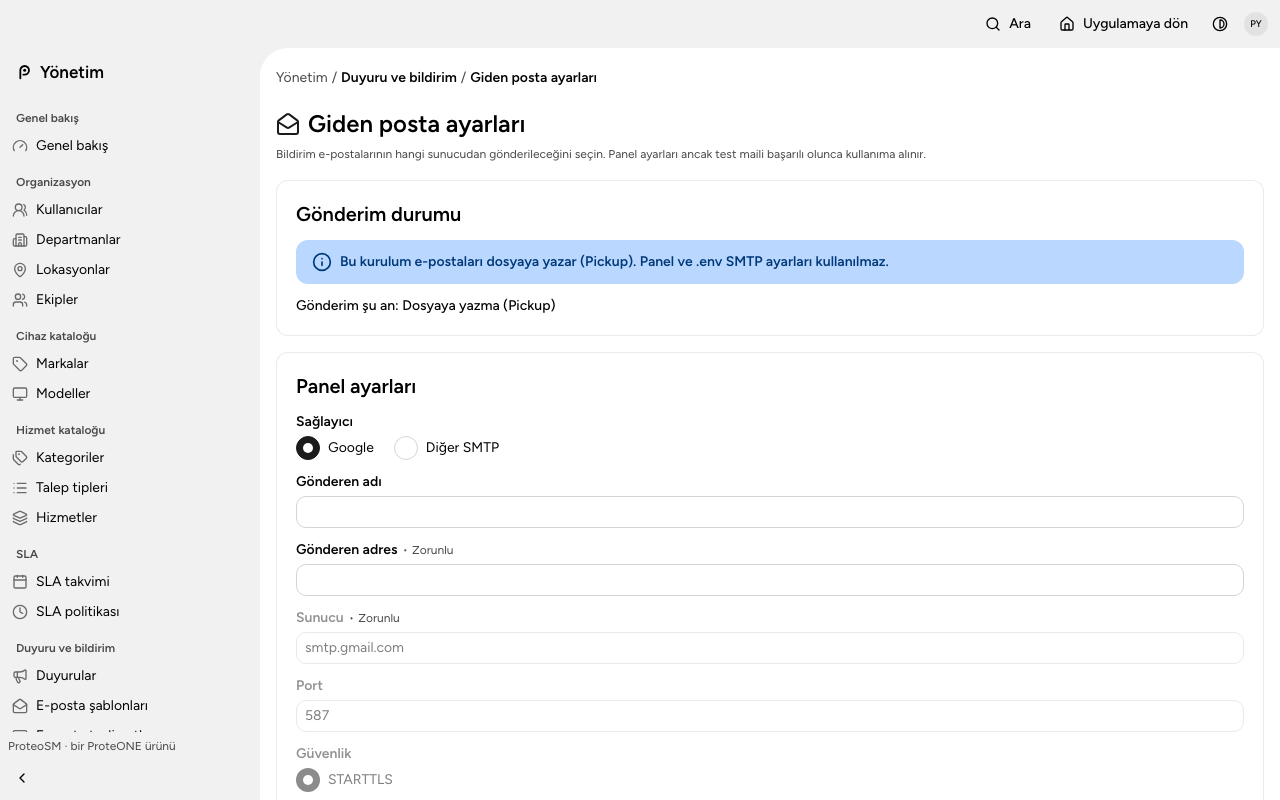 Ara
Uygulamaya dön
PY
Yönetim
Genel bakış
Genel bakış
Organizasyon
Kullanıcılar
Departmanlar
Lokasyonlar
Ekipler
Cihaz kataloğu
Markalar
Modeller
Hizmet kataloğu
Kategoriler
Talep tipleri
Hizmetler
SLA
SLA takvimi
SLA politikası
Duyuru ve bildirim
Duyurular
E-posta şablonları
ProteoSM · bir ProteONE ürünü
Yönetim / Duyuru ve bildirim / Giden posta ayarları
Giden posta ayarları
Bildirim e-postalarının hangi sunucudan gönderileceğini seçin. Panel ayarları ancak test maili başarılı olunca kullanıma alınır.
Gönderim durumu
Bu kurulum e-postaları dosyaya yazar (Pickup). Panel ve .env SMTP ayarları kullanılmaz.
Gönderim şu an: Dosyaya yazma (Pickup)
Panel ayarları
Sağlayıcı
Google
Diğer SMTP
Gönderen adı
Gönderen adres · Zorunlu
Sunucu · Zorunlu
smtp.gmail.com
Port
587
Güvenlik
STARTTLS